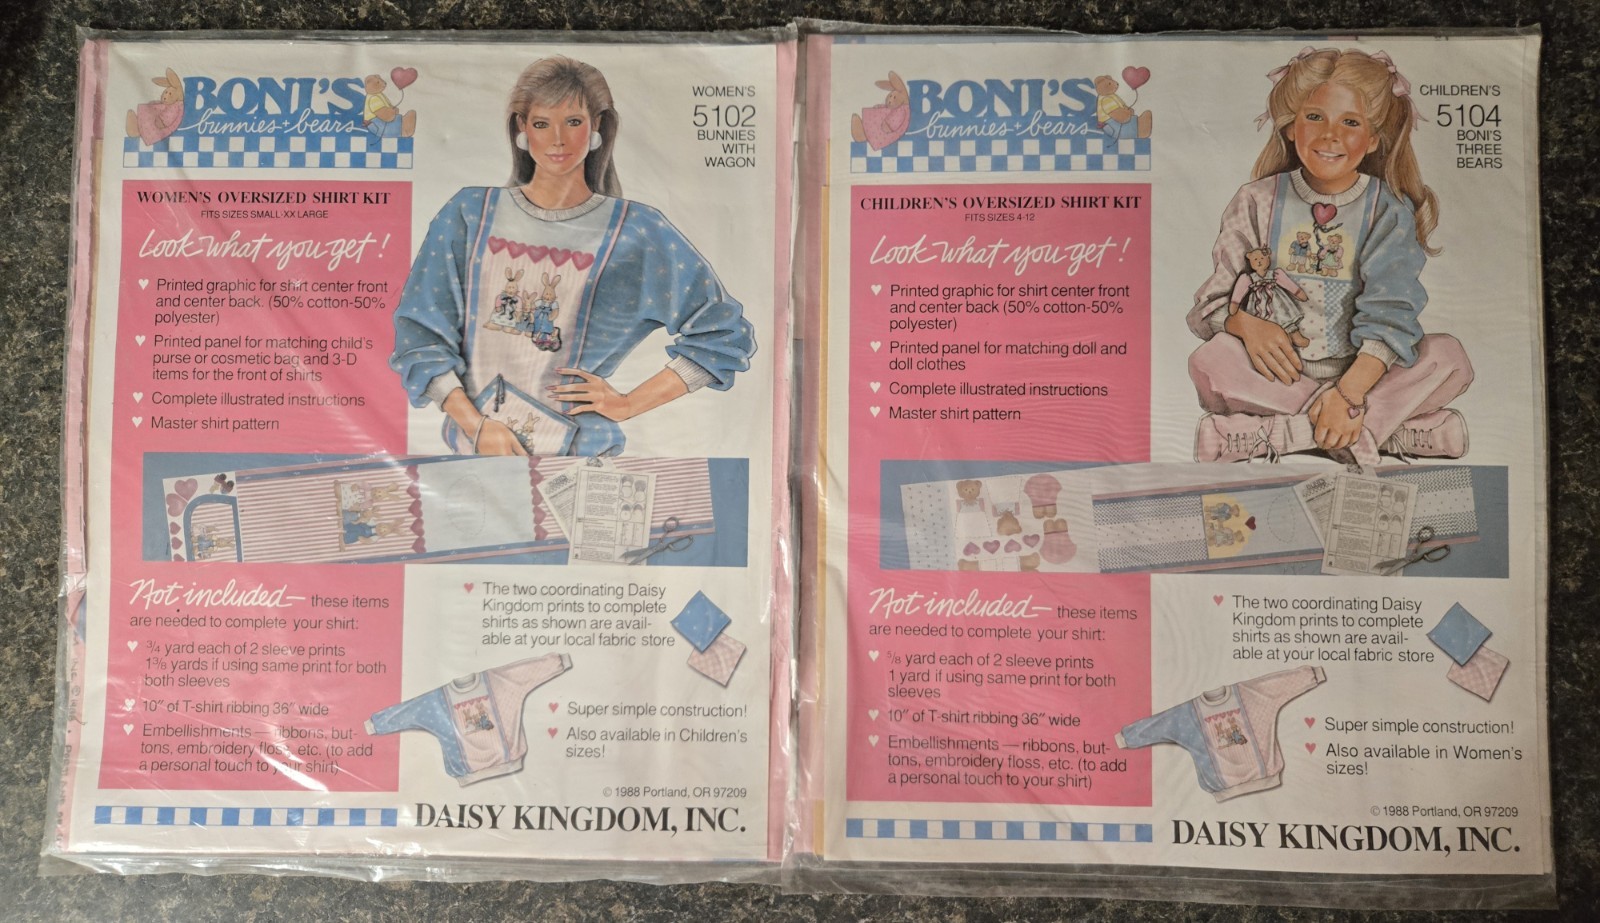 BONI'S
bunnies + bears
WOMEN'S
5102
BUNNIES
WITH
WAGON
WOMEN'S OVERSIZED SHIRT KIT
FITS SIZES SMALL-XX LARGE
Look what you get!
Printed graphic for shirt center front
and center back. (50% cotton-50%
polyester)
Printed panel for matching child's
purse or cosmetic bag and 3-D
items for the front of shirts
Complete illustrated instructions
Master shirt pattern
Not included— these items
are needed to complete your shirt:
3/4 yard each of 2 sleeve prints
1 3/8 yards if using same print for both
both sleeves
10" of T-shirt ribbing 36" wide
Embellishments — ribbons, but-
tons, embroidery floss, etc. (to add
a personal touch to your shirt)
The two coordinating Daisy
Kingdom prints to complete
shirts as shown are avail-
able at your local fabric store
Super simple construction!
Also available in Children's
sizes!
© 1988 Portland, OR 97209
DAISY KINGDOM, INC.
BONI'S
bunnies + bears
CHILDREN'S
5104
BONI'S
THREE
BEARS
CHILDREN'S OVERSIZED SHIRT KIT
FITS SIZES 4-12
Look what you get!
Printed graphic for shirt center front
and center back (50% cotton-50%
polyester)
Printed panel for matching doll and
doll clothes
Complete illustrated instructions
Master shirt pattern
Not included— these items
are needed to complete your shirt:
5/8 yard each of 2 sleeve prints
1 yard if using same print for both
sleeves
10" of T-shirt ribbing 36" wide
Embellishments — ribbons, but-
tons, embroidery floss, etc. (to add
a personal touch to your shirt)
The two coordinating Daisy
Kingdom prints to complete
shirts as shown are avail-
able at your local fabric store
Super simple construction!
Also available in Women's
sizes!
© 1988 Portland, OR 97209
DAISY KINGDOM, INC.